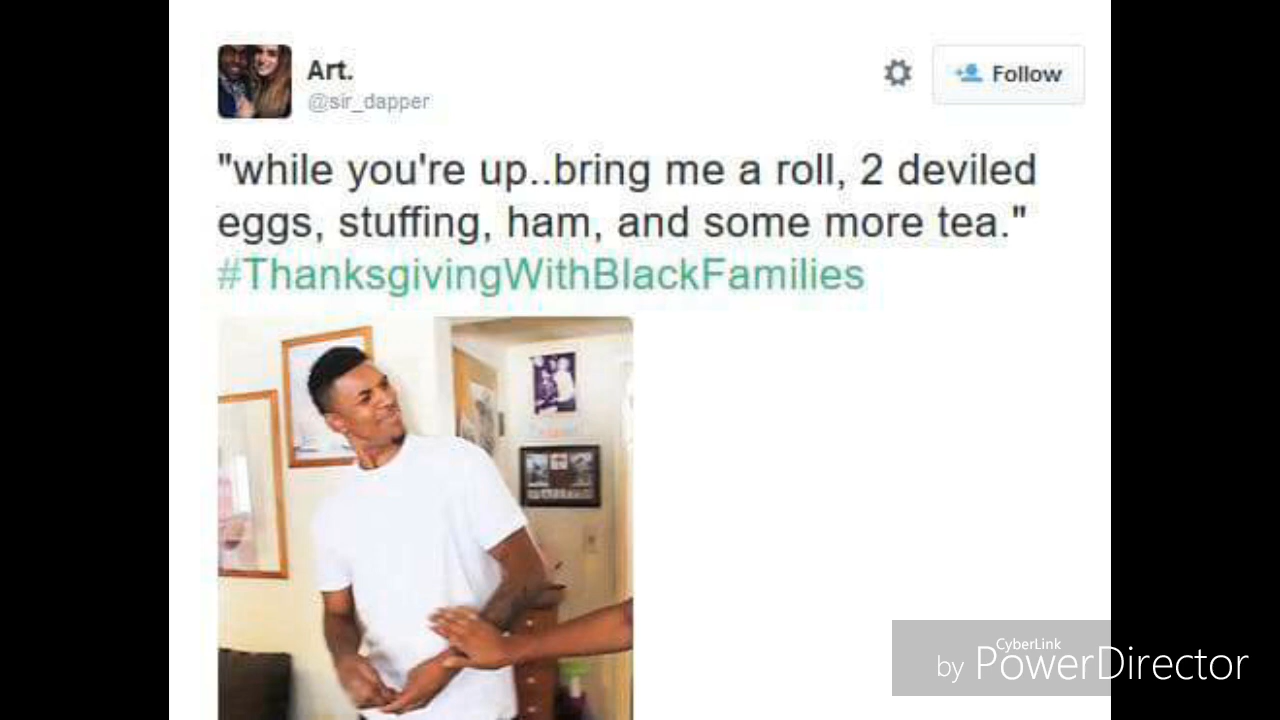 Art.
@sir_dapper
Follow
"while you're up..bring me a roll, 2 deviled
eggs, stuffing, ham, and some more tea."
#ThanksgivingWithBlackFamilies
CyberLink
by PowerDirector